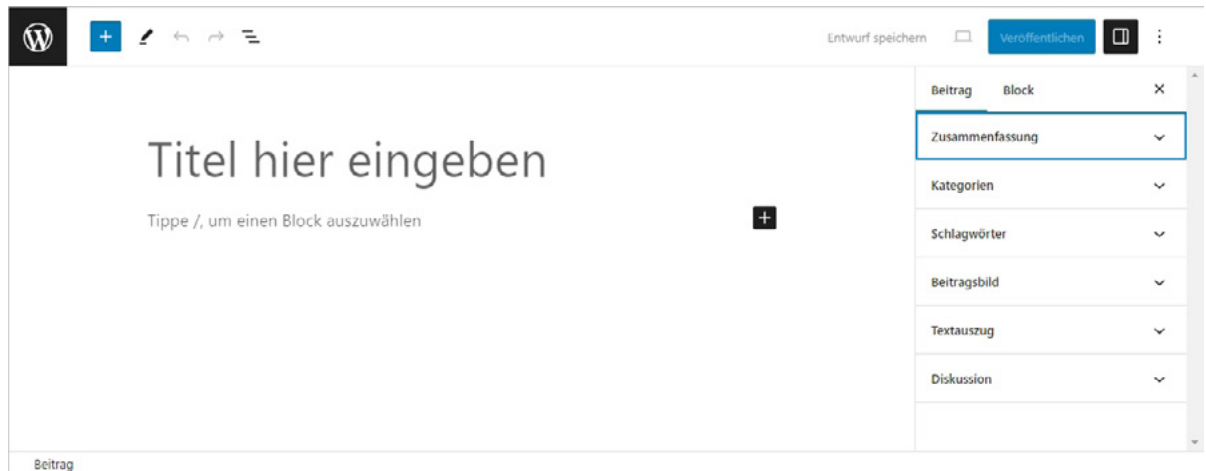 Entwurf speichern
Veröffentlichen
Beitrag Block
Zusammenfassung
Titel hier eingeben
Kategorien
Tippe /, um einen Block auszuwählen
Schlagwörter
Beitragsbild
Textauszug
Diskussion
Beitrag